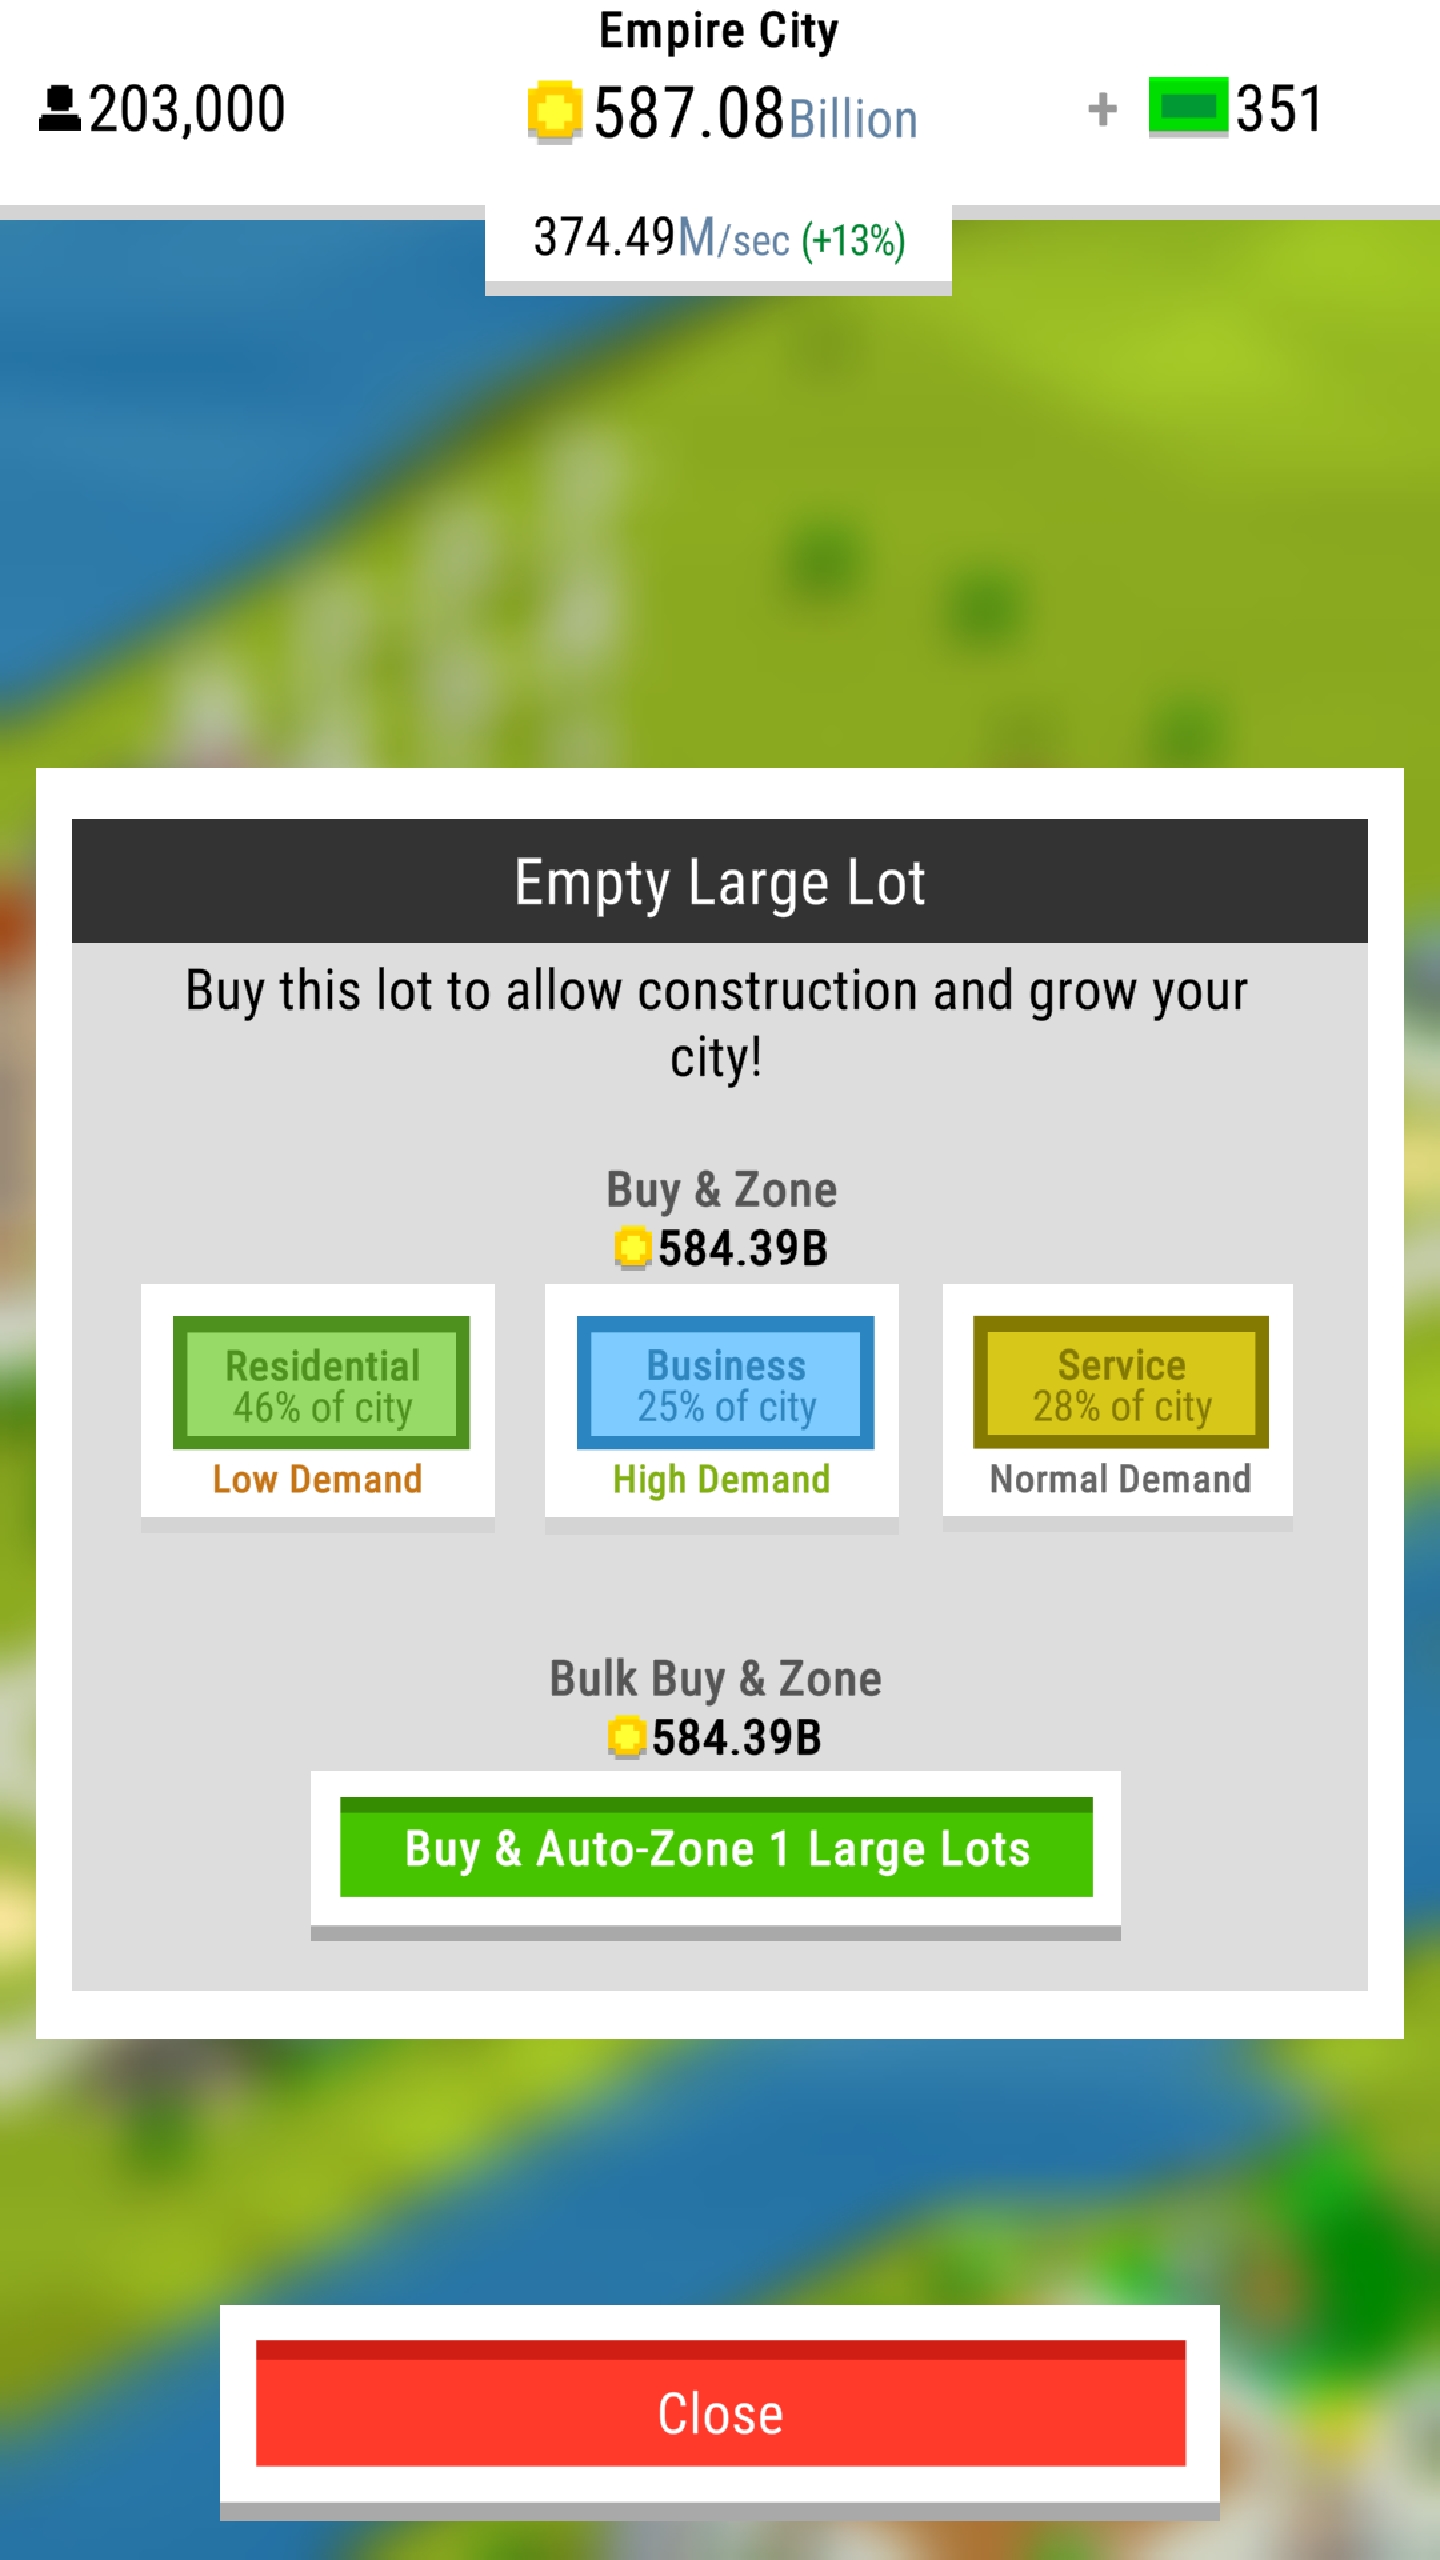 Empire City
203,000
587.08Billion
+ 351
374.49M/sec (+13%)
Empty Large Lot
Buy this lot to allow construction and grow your
city!
Buy & Zone
584.39B
Residential
46% of city
Low Demand
Business
25% of city
High Demand
Service
28% of city
Normal Demand
Bulk Buy & Zone
584.39B
Buy & Auto-Zone 1 Large Lots
Close